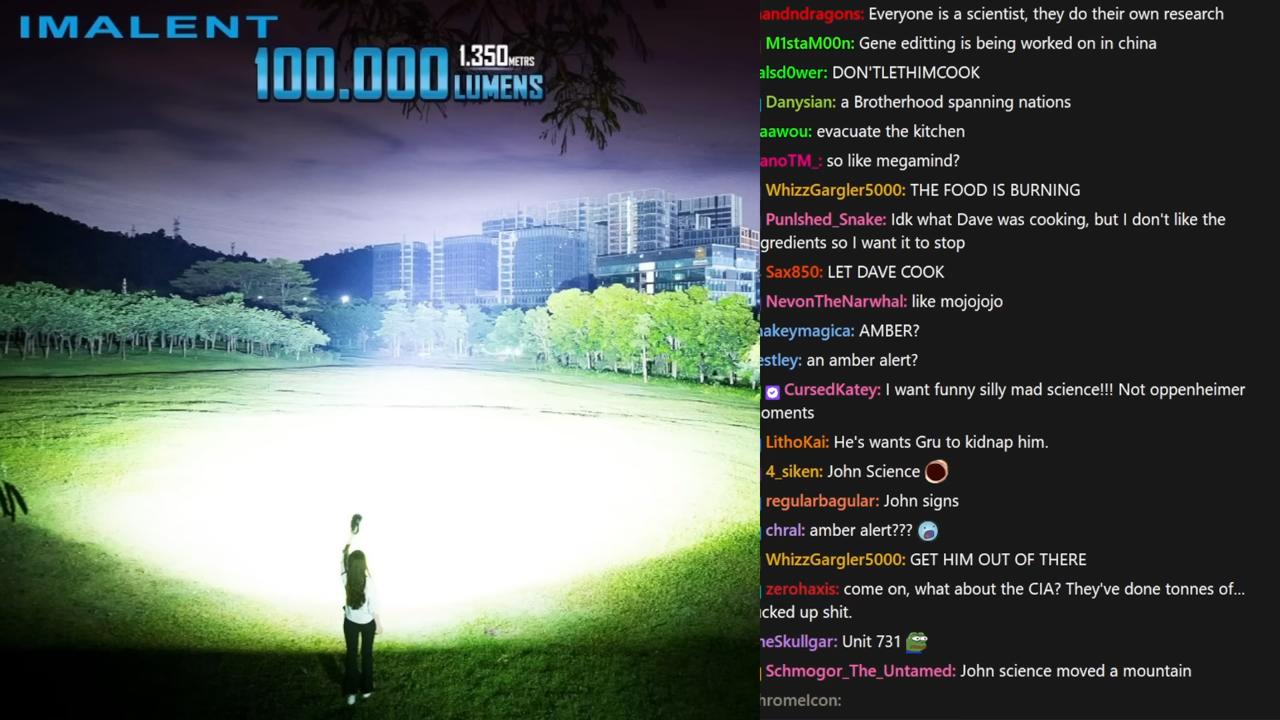 IMALENT
100.000 1.350 METRS
LUMENS
andndragons: Everyone is a scientist, they do their own research
M1staM00n: Gene editting is being worked on in china
alsd0wer: DON'TLETHIMCOOK
Danysian: a Brotherhood spanning nations
aawou: evacuate the kitchen
anoTM_: so like megamind?
WhizzGargler5000: THE FOOD IS BURNING
Punlshed_Snake: Idk what Dave was cooking, but I don't like the
gredients so I want it to stop
Sax850: LET DAVE COOK
NevonTheNarwhal: like mojojojo
akeymagica: AMBER?
estley: an amber alert?
CursedKatey: I want funny silly mad science!!! Not oppenheimer
oments
LithoKai: He's wants Gru to kidnap him.
4_siken: John Science
regularbagular: John signs
chral: amber alert???
WhizzGargler5000: GET HIM OUT OF THERE
zerohaxis: come on, what about the CIA? They've done tonnes of...
ucked up shit.
heSkullgar: Unit 731
Schmogor_The_Untamed: John science moved a mountain
hromeIcon: